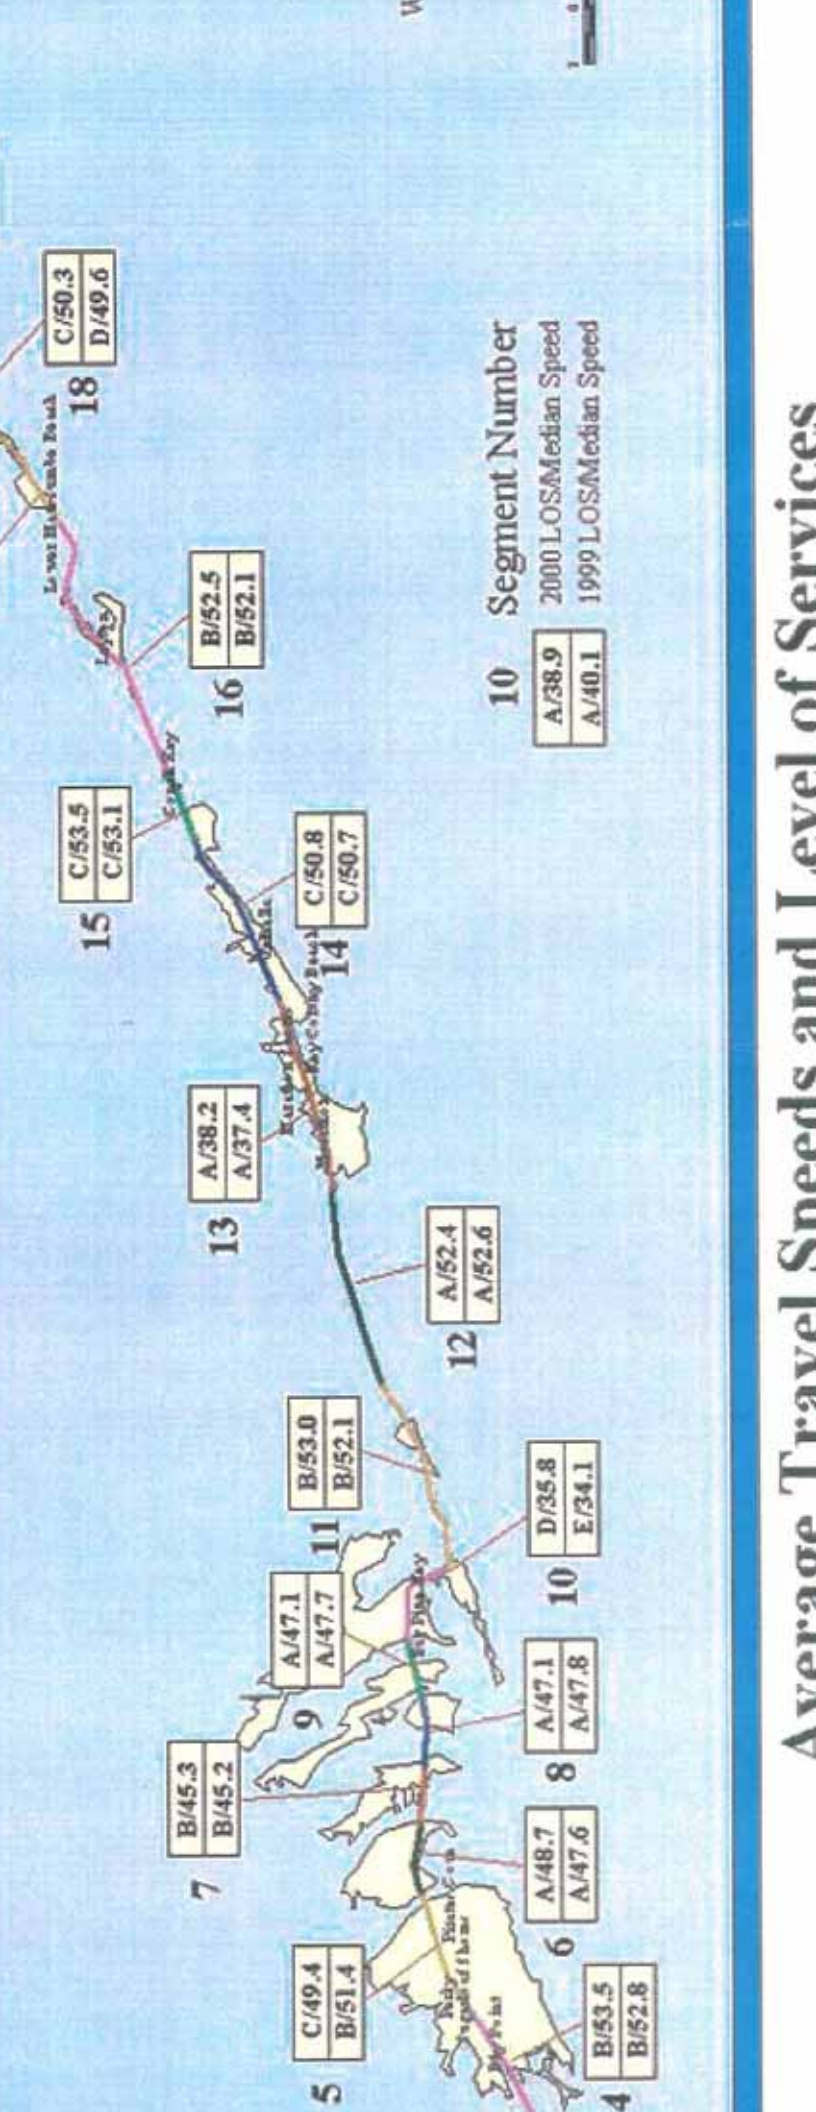 C/50.3
D/49.6
18
B/52.5
B/52.1
16
C/53.5
C/53.1
15
C/50.8
C/50.7
14
A/38.2
A/37.4
13
A/52.4
A/52.6
12
B/53.0
B/52.1
11
D/35.8
E/34.1
10
A/47.1
A/47.7
9
A/47.1
A/47.8
8
B/45.3
B/45.2
7
A/48.7
A/47.6
6
C/49.4
B/51.4
5
B/53.5
B/52.8
4
10 Segment Number
A/38.9 2000 LOS/Median Speed
A/40.1 1999 LOS/Median Speed
Average Travel Speeds and Level of Services